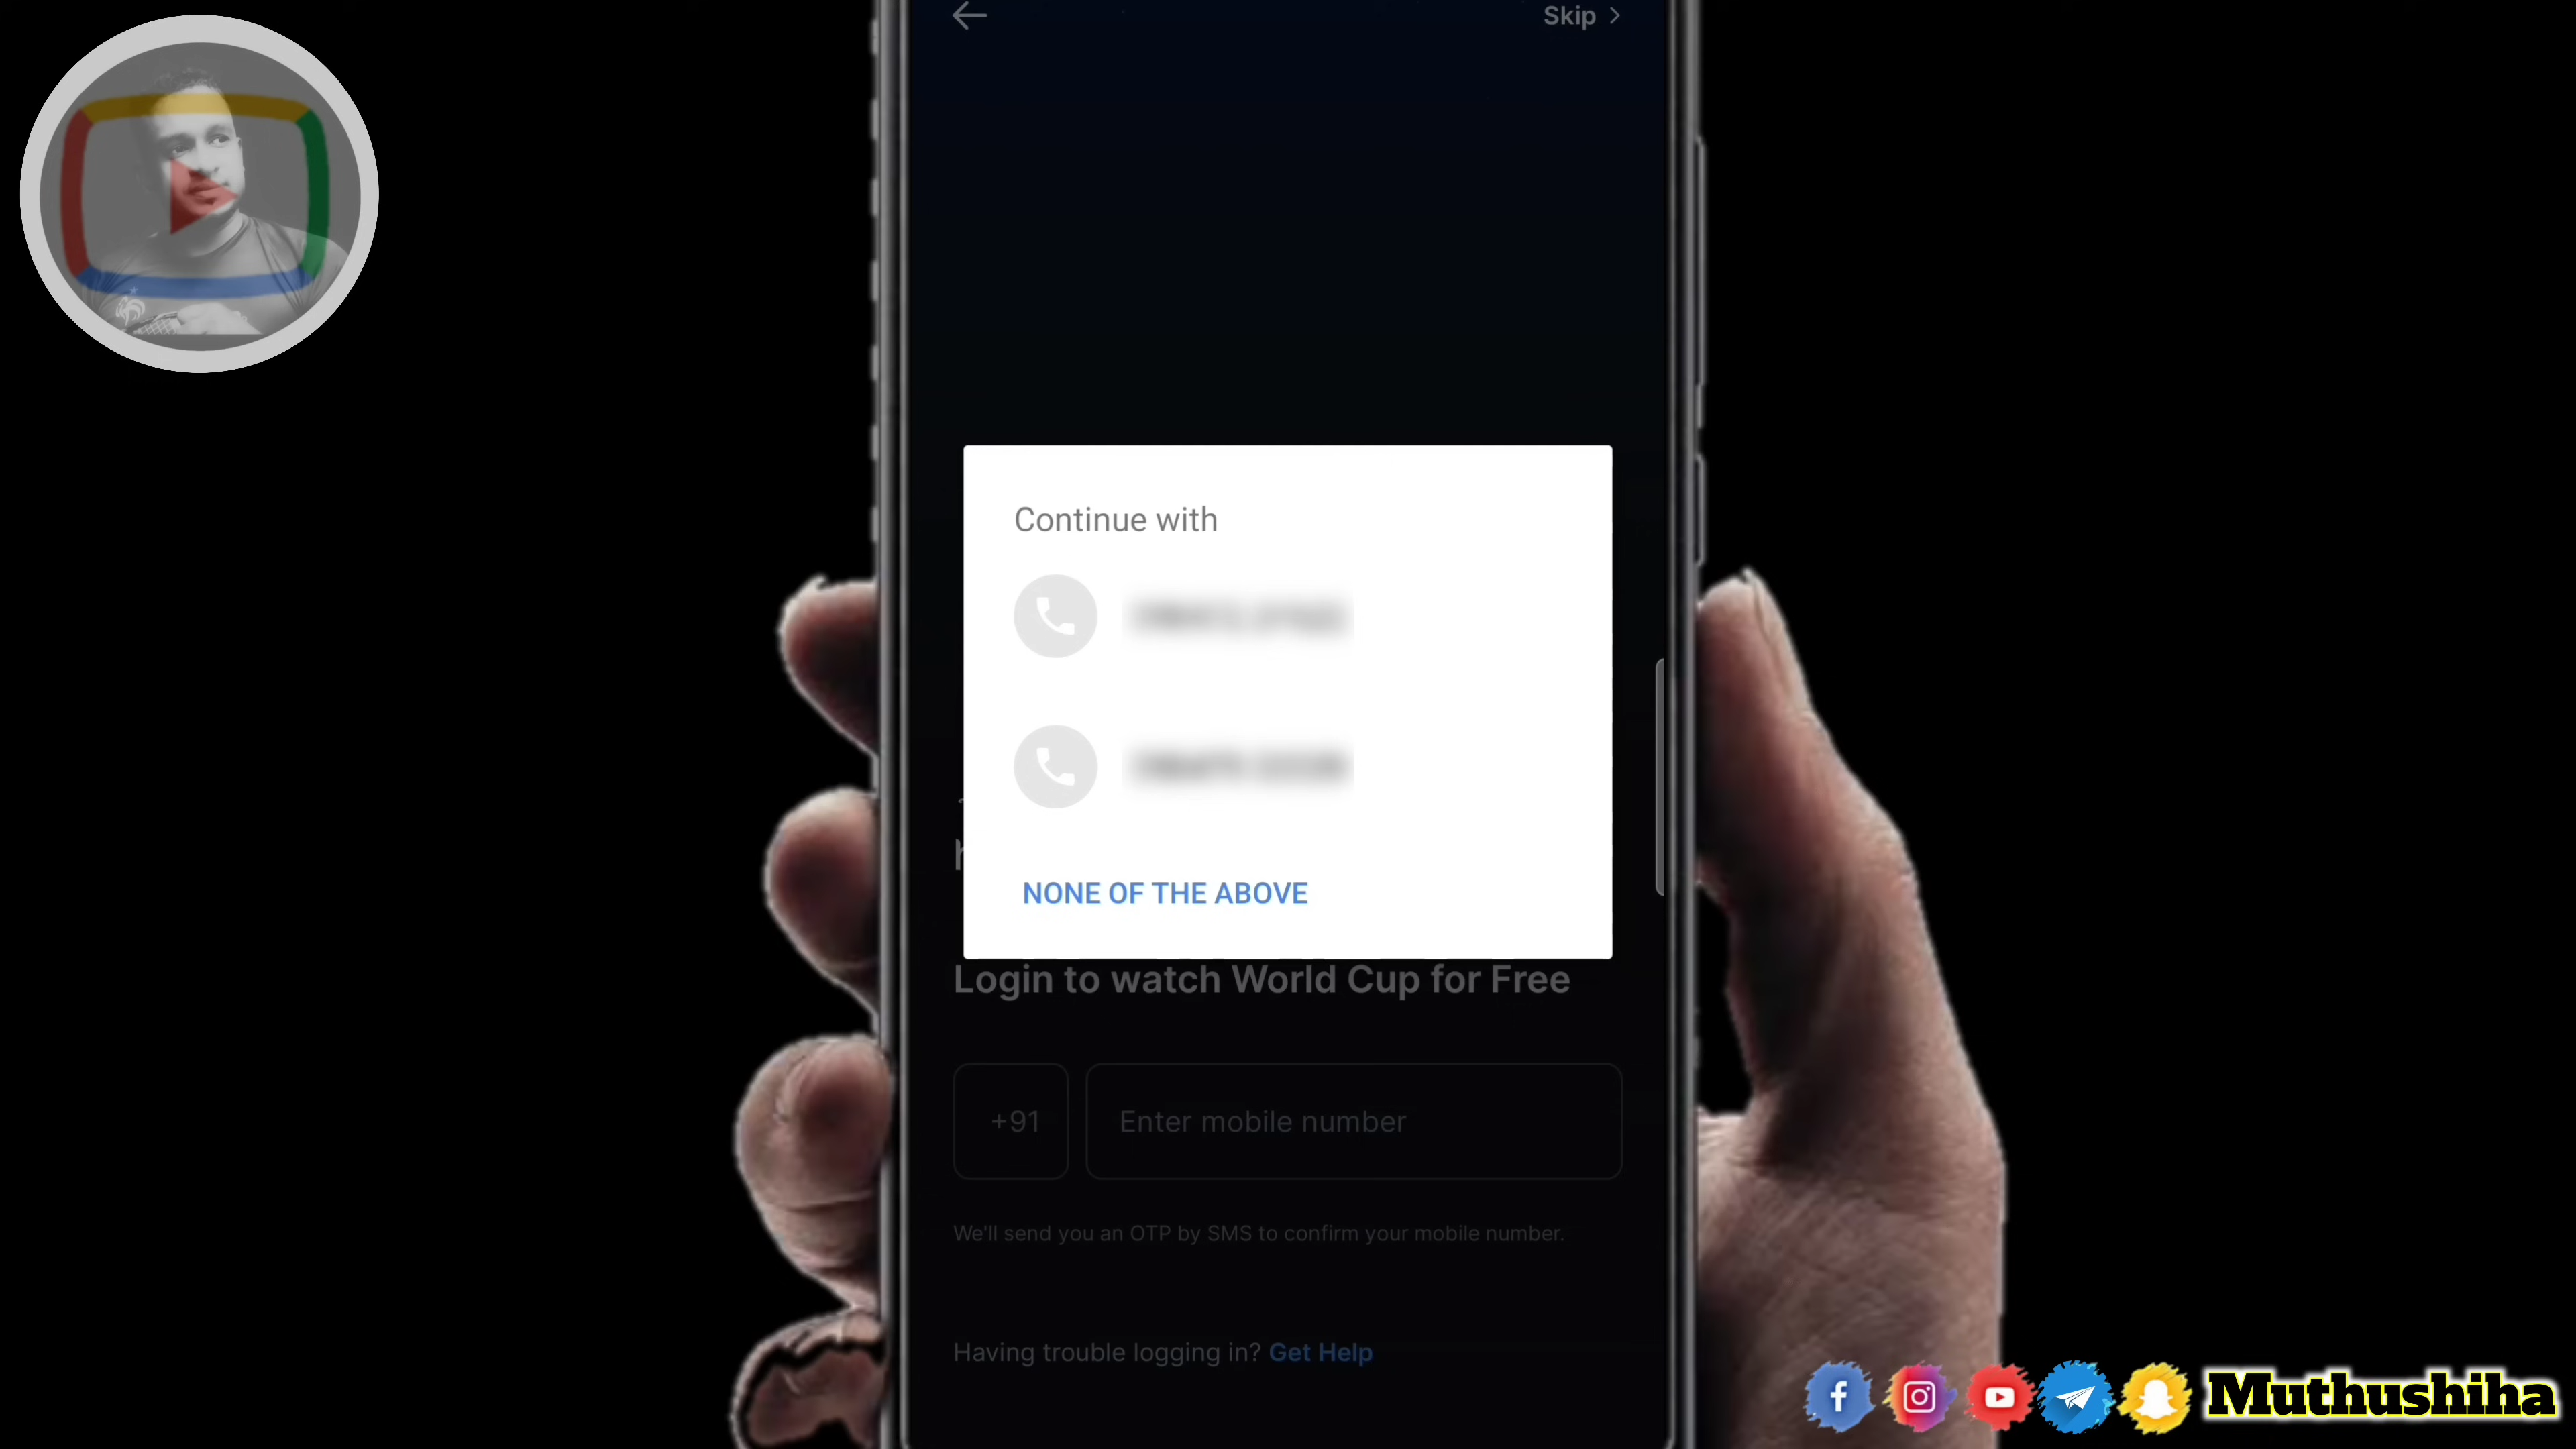 Skip
Continue with
NONE OF THE ABOVE
Login to watch World Cup for Free
+91
Enter mobile number
We'll send you an OTP by SMS to confirm your mobile number.
Having trouble logging in? Get Help
Muthushiha